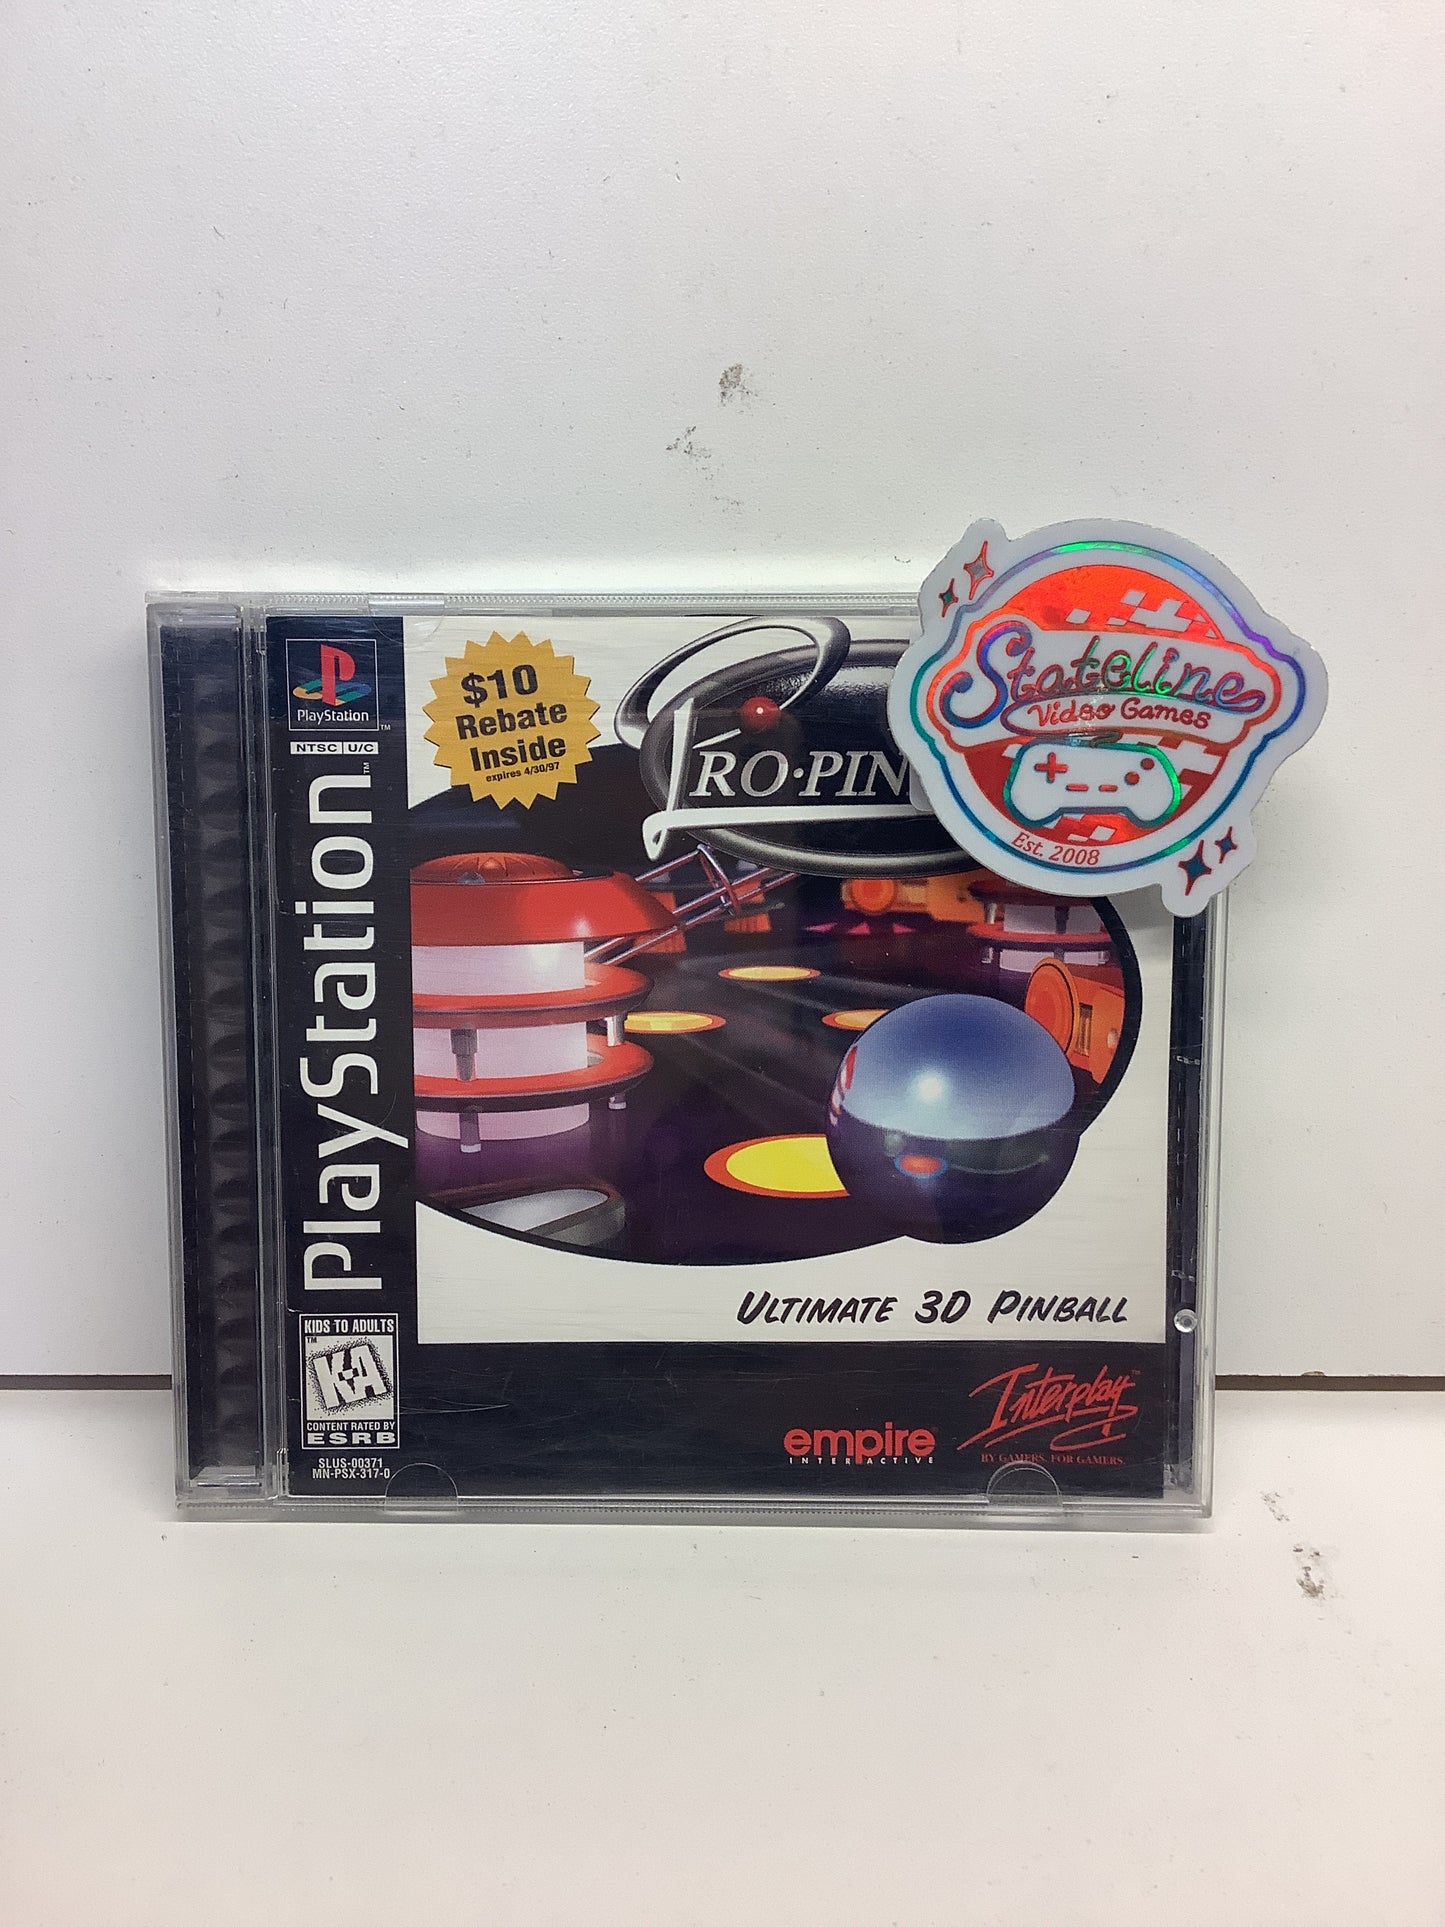 PlayStation
NTSC U/C
PlayStation
$10
Rebate
Inside
expires 4/30/97
PRO·PIN
Stateline
Video Games
Est. 2008
ULTIMATE 3D PINBALL
KIDS TO ADULTS
K-A
CONTENT RATED BY
ESRB
SLUS-00371
MN-PSX-317-0
empire
INTERACTIVE
Interplay
BY GAMERS. FOR GAMERS.